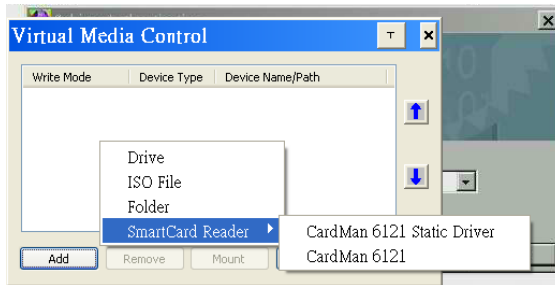 Virtual Media Control
Write Mode Device Type Device Name/Path
Drive
ISO File
Folder
SmartCard Reader CardMan 6121 Static Driver
CardMan 6121
Add Remove Mount